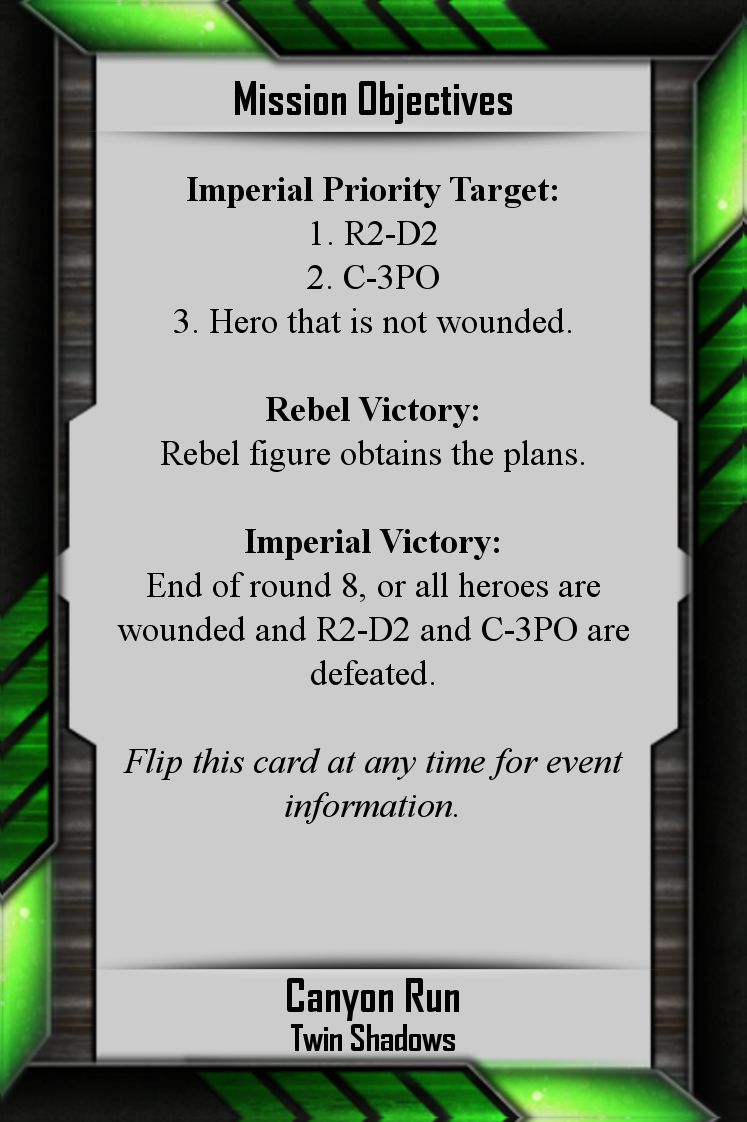 Mission Objectives
Imperial Priority Target:
1. R2-D2
2. C-3PO
3. Hero that is not wounded.
Rebel Victory:
Rebel figure obtains the plans.
Imperial Victory:
End of round 8, or all heroes are
wounded and R2-D2 and C-3PO are
defeated.
Flip this card at any time for event
information.
Canyon Run
Twin Shadows